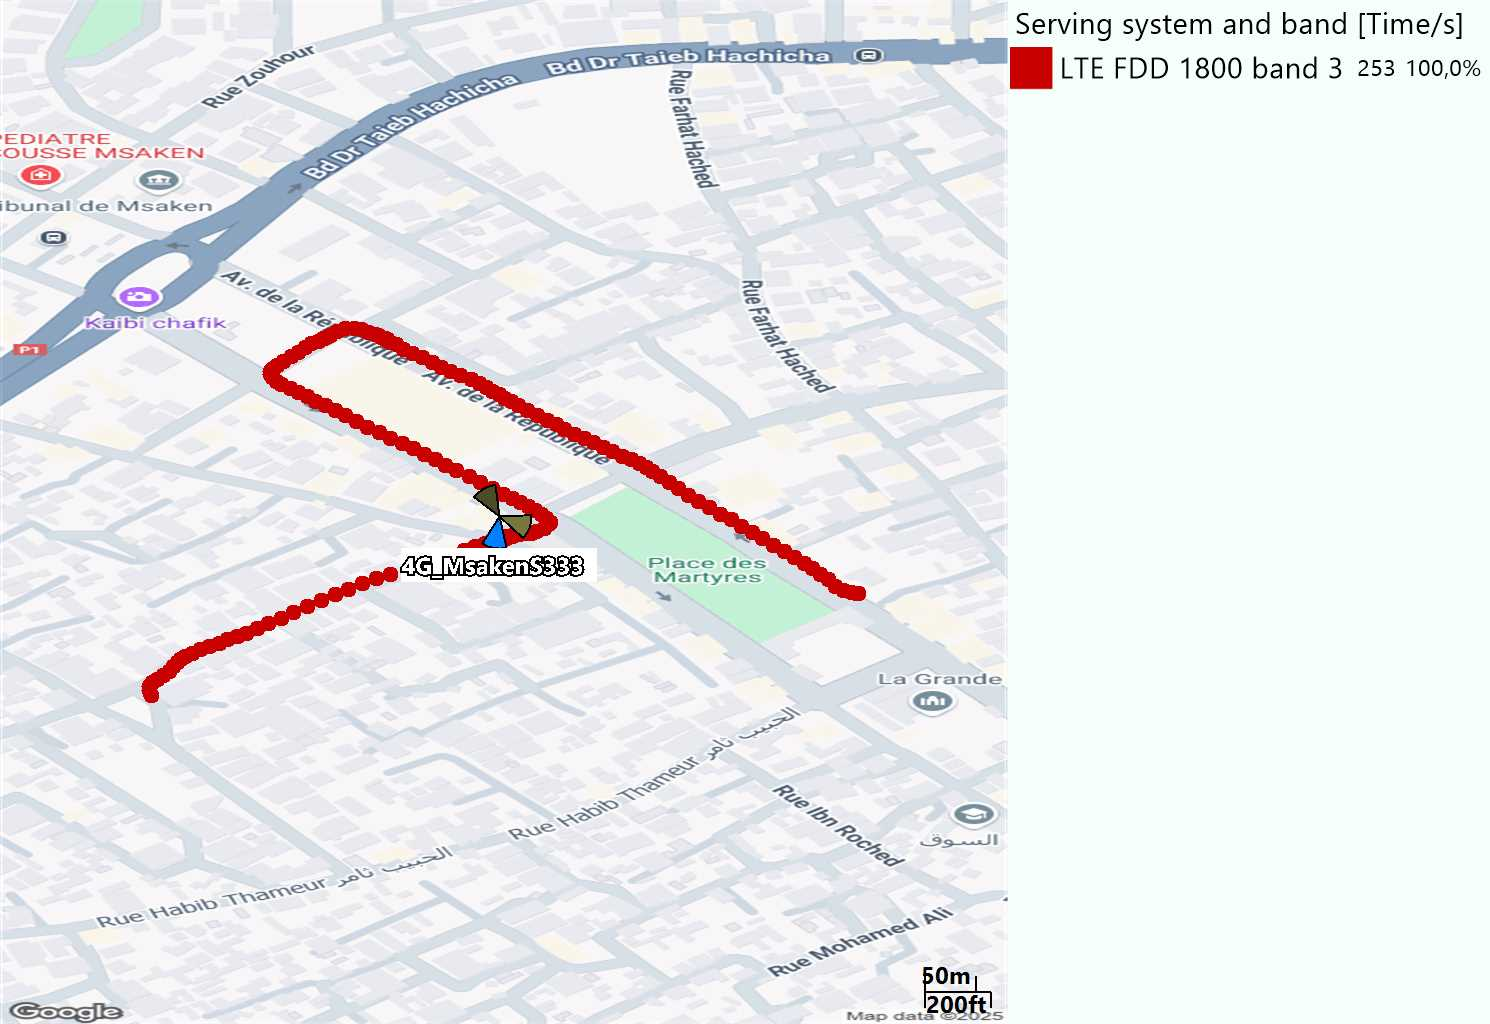 Serving system and band [Time/s]
LTE FDD 1800 band 3 253 100,0%
Rue Zouhour
Bd Dr Taieb Hachicha
Bd Dr Taieb Hachicha
Rue Farhat Hached
PEDIATRE
OUSSE MSAKEN
ibunal de Msaken
Av. de la Ré
blique
Kaibi chafik
P1
Rue Farhat Hached
Av. de la République
4G_MsakenS333
Place des
Martyres
La Grande
Rue Habib Thameur الحبيب ثامر
Rue Ibn Roched
السوق
Rue Habib Thameur الحبيب ثامر
Rue Mohamed Ali
50m
200ft
Google
Map data ©2025